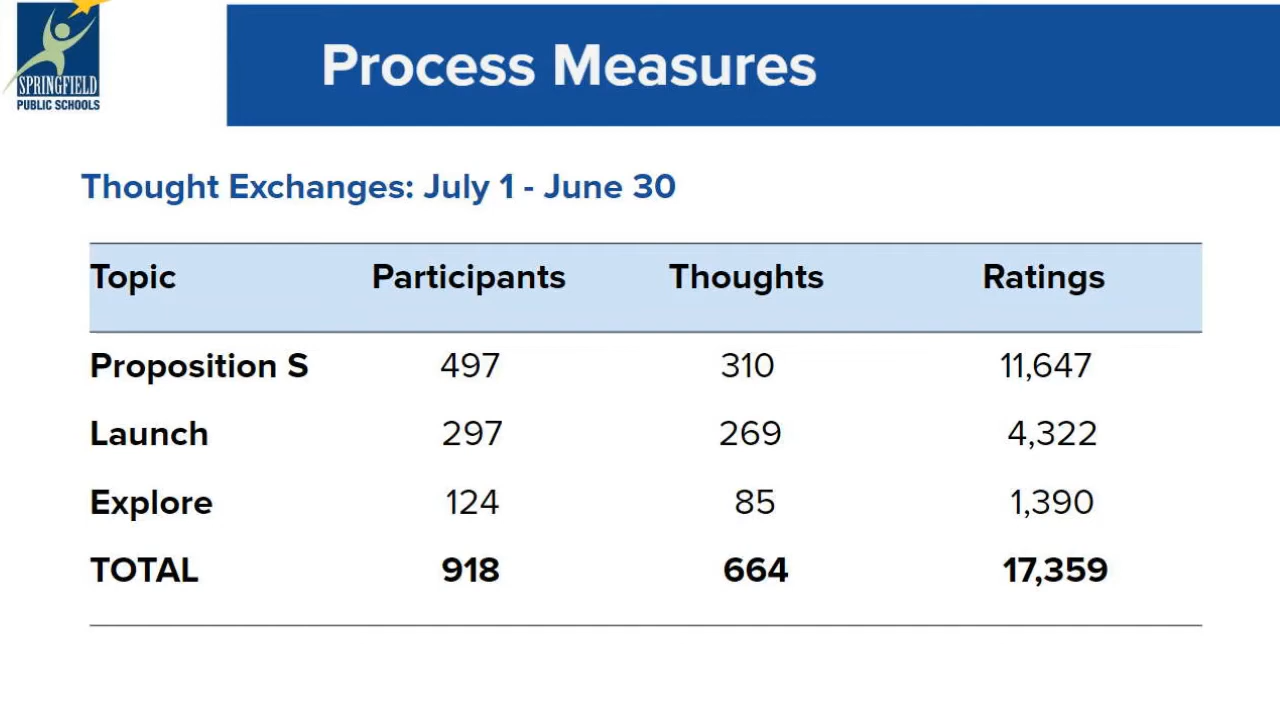 SPRINGFIELD
PUBLIC SCHOOLS
Process Measures
Thought Exchanges: July 1 - June 30
Topic Participants Thoughts Ratings
Proposition S 497 310 11,647
Launch 297 269 4,322
Explore 124 85 1,390
TOTAL 918 664 17,359